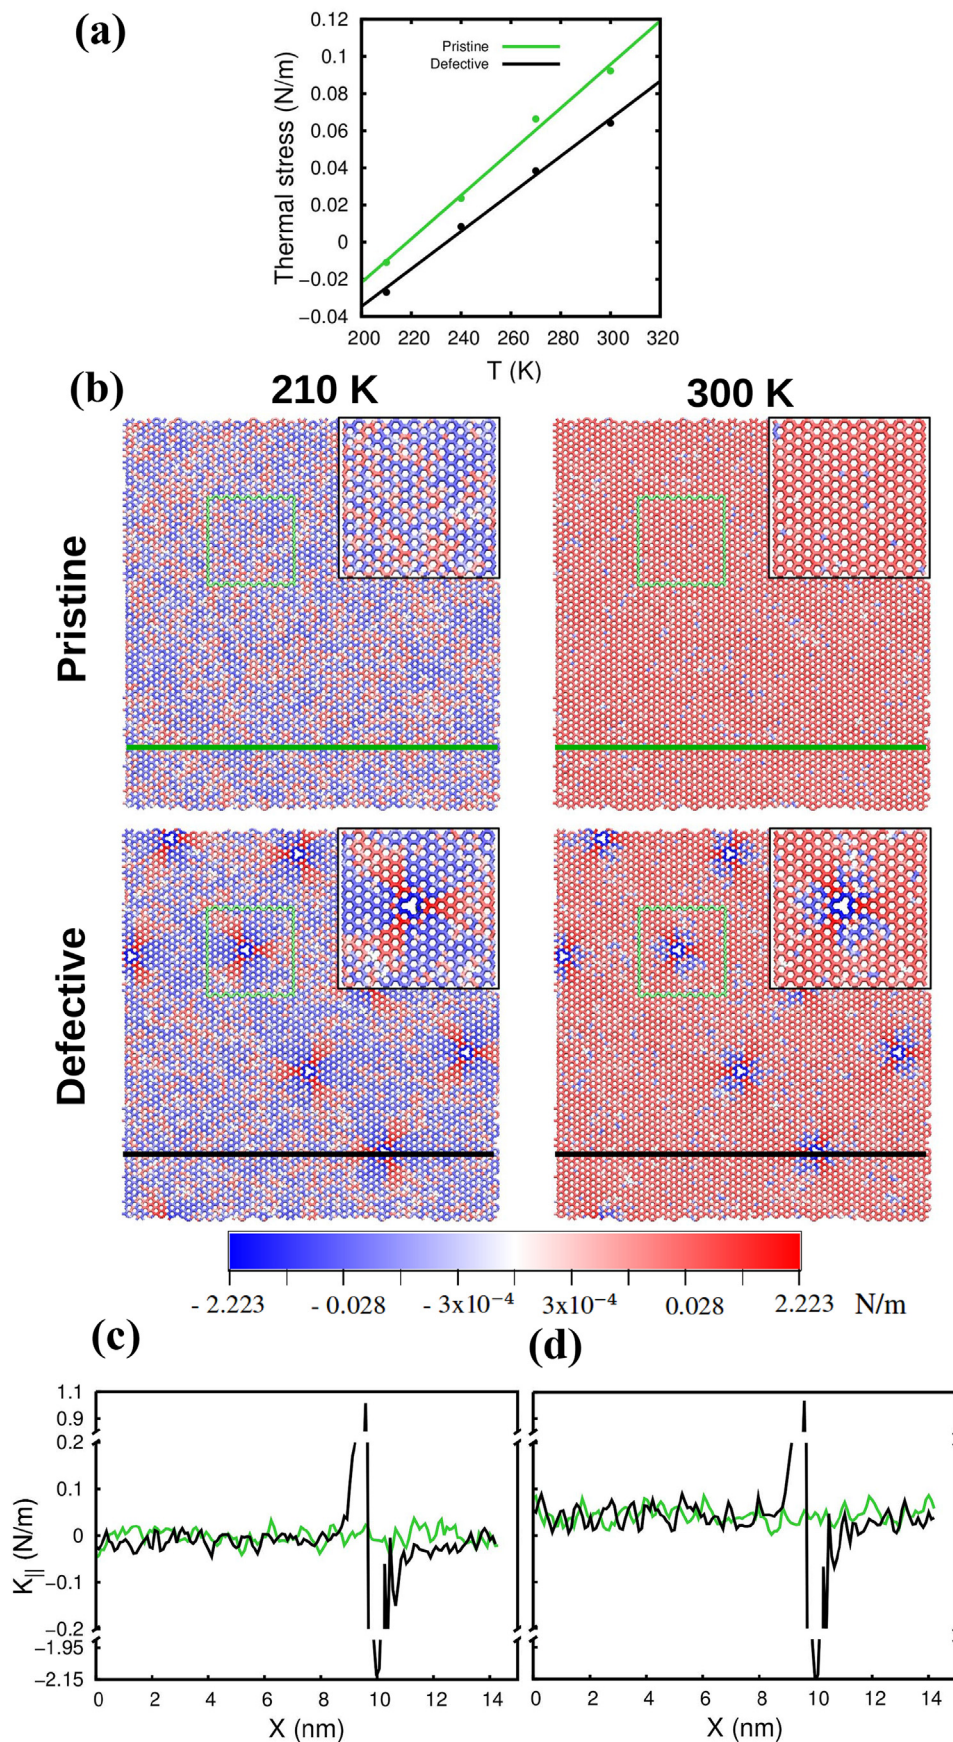 (a)
Thermal stress (N/m)
0.12
0.1
0.08
0.06
0.04
0.02
0
−0.02
−0.04
Pristine
Defective
200 220 240 260 280 300 320
T (K)
(b)
210 K
300 K
Pristine
Defective
- 2.223 - 0.028 - 3x10⁻⁴ 3x10⁻⁴ 0.028 2.223 N/m
(c)
(d)
K|| (N/m)
1.1
0.9
0.2
0.1
0
−0.1
−0.2
−1.95
−2.15
0 2 4 6 8 10 12 14
X (nm)
0 2 4 6 8 10 12 14
X (nm)